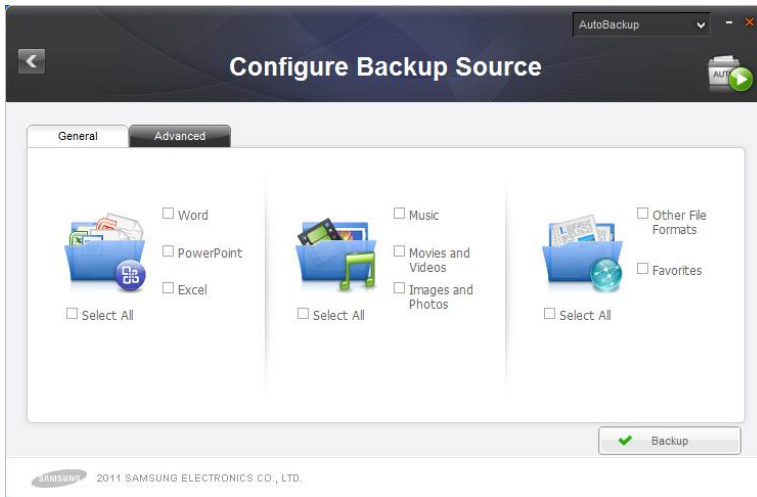 AutoBackup
Configure Backup Source
AUT
General
Advanced
Word
PowerPoint
Excel
Select All
Music
Movies and
Videos
Images and
Photos
Select All
Other File
Formats
Favorites
Select All
Backup
SAMSUNG
2011 SAMSUNG ELECTRONICS CO., LTD.